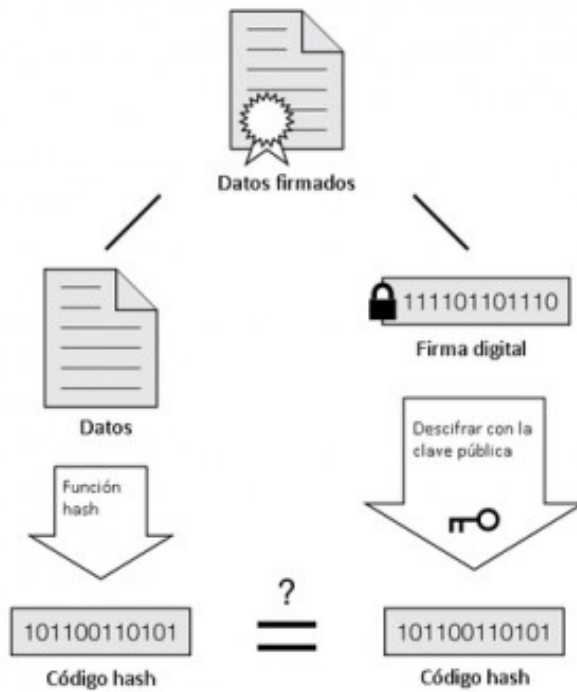 Datos firmados
111101101110
Firma digital
Datos
Descifrar con la
clave pública
Función
hash
?
101100110101
101100110101
Código hash
Código hash